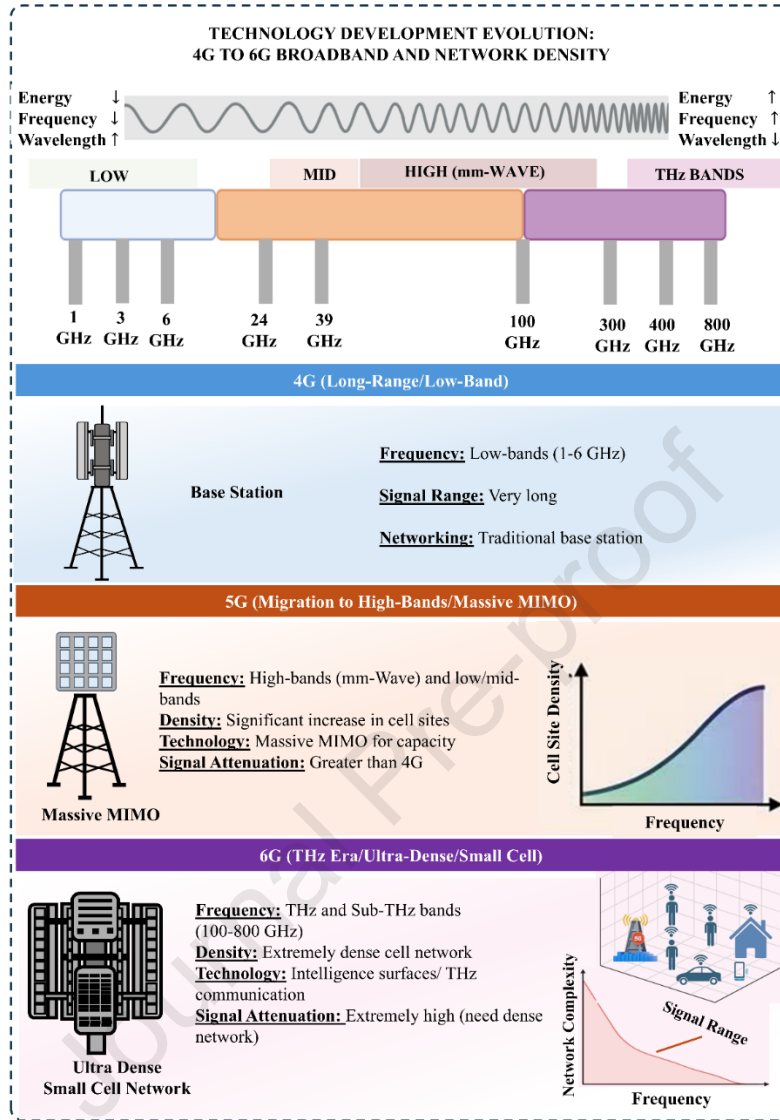 TECHNOLOGY DEVELOPMENT EVOLUTION:
4G TO 6G BROADBAND AND NETWORK DENSITY
Energy ↓
Frequency ↓
Wavelength ↑
Energy ↑
Frequency ↑
Wavelength ↓
LOW
MID
HIGH (mm-WAVE)
THz BANDS
1
GHz
3
GHz
6
GHz
24
GHz
39
GHz
100
GHz
300
GHz
400
GHz
800
GHz
4G (Long-Range/Low-Band)
Base Station
Frequency: Low-bands (1-6 GHz)
Signal Range: Very long
Networking: Traditional base station
5G (Migration to High-Bands/Massive MIMO)
Massive MIMO
Frequency: High-bands (mm-Wave) and low/mid-
bands
Density: Significant increase in cell sites
Technology: Massive MIMO for capacity
Signal Attenuation: Greater than 4G
Cell Site Density
Frequency
6G (THz Era/Ultra-Dense/Small Cell)
Ultra Dense
Small Cell Network
Frequency: THz and Sub-THz bands
(100-800 GHz)
Density: Extremely dense cell network
Technology: Intelligence surfaces/ THz
communication
Signal Attenuation: Extremely high (need dense
network)
Network Complexity
Signal Range
Frequency
Journal Pre-proof